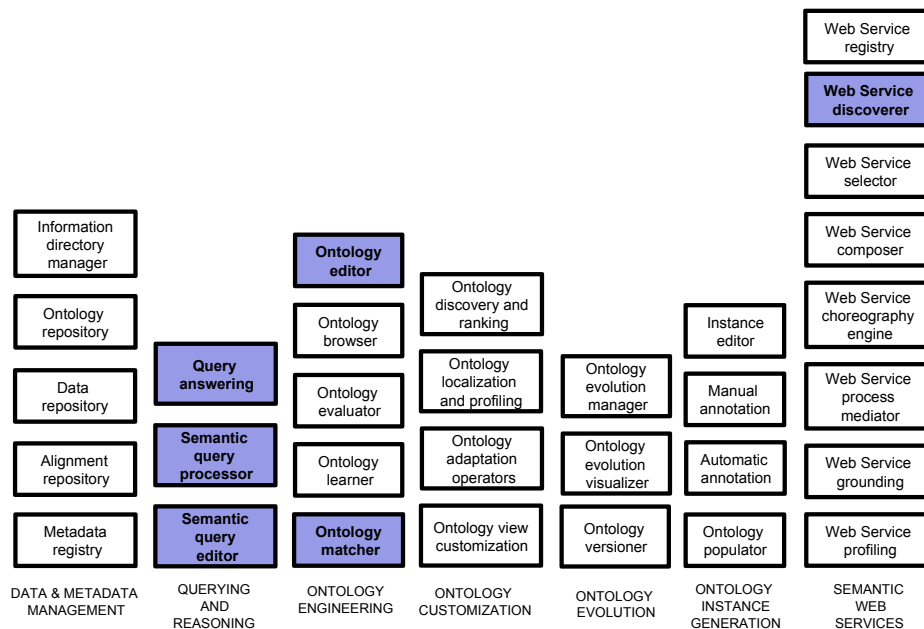 Information
directory
manager
Ontology
repository
Data
repository
Alignment
repository
Metadata
registry
DATA & METADATA
MANAGEMENT
Query
answering
Semantic
query
processor
Semantic
query
editor
QUERYING
AND
REASONING
Ontology
editor
Ontology
browser
Ontology
evaluator
Ontology
learner
Ontology
matcher
ONTOLOGY
ENGINEERING
Ontology
discovery and
ranking
Ontology
localization
and profiling
Ontology
adaptation
operators
Ontology view
customization
ONTOLOGY
CUSTOMIZATION
Ontology
evolution
manager
Ontology
evolution
visualizer
Ontology
versioner
ONTOLOGY
EVOLUTION
Instance
editor
Manual
annotation
Automatic
annotation
Ontology
populator
ONTOLOGY
INSTANCE
GENERATION
Web Service
registry
Web Service
discoverer
Web Service
selector
Web Service
composer
Web Service
choreography
engine
Web Service
process
mediator
Web Service
grounding
Web Service
profiling
SEMANTIC
WEB
SERVICES